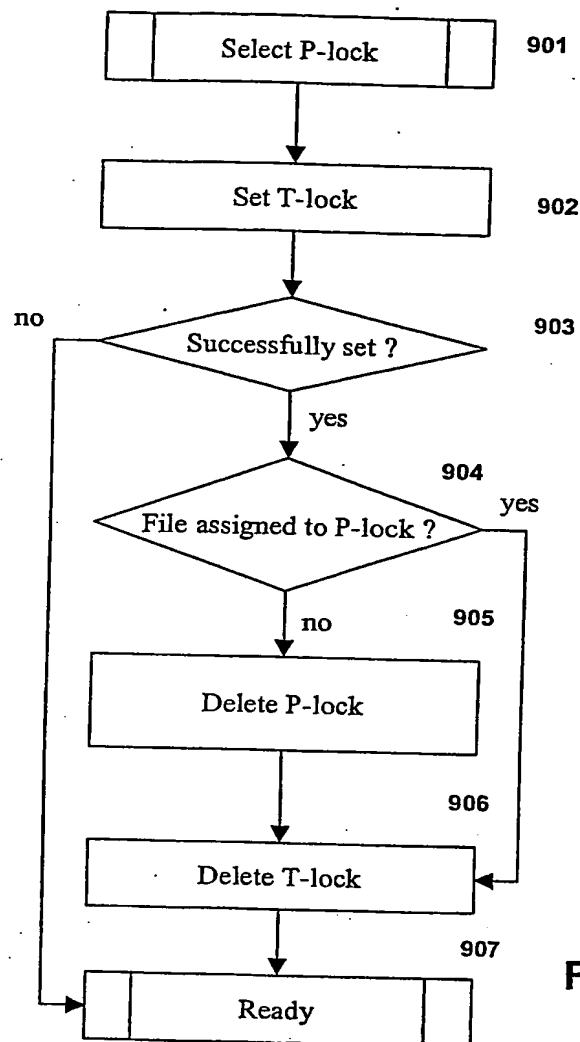 Select P-lock
901
Set T-lock
902
no
Successfully set ?
903
yes
904
File assigned to P-lock ?
yes
no
905
Delete P-lock
906
Delete T-lock
907
Ready
F